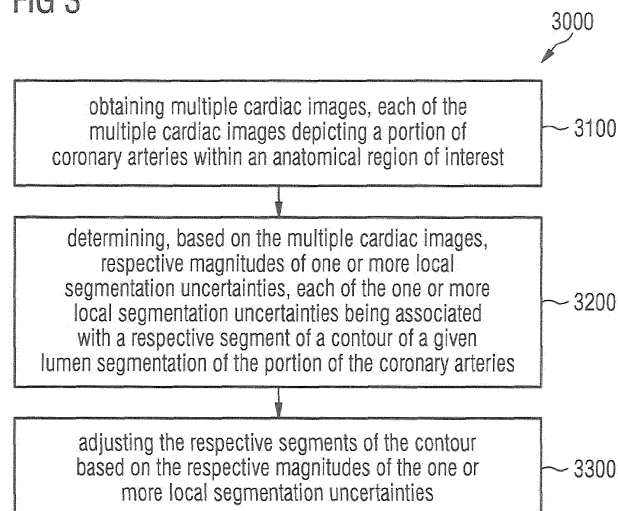 FIG 3
3000
obtaining multiple cardiac images, each of the
multiple cardiac images depicting a portion of
coronary arteries within an anatomical region of interest
3100
determining, based on the multiple cardiac images,
respective magnitudes of one or more local
segmentation uncertainties, each of the one or more
local segmentation uncertainties being associated
with a respective segment of a contour of a given
lumen segmentation of the portion of the coronary arteries
3200
adjusting the respective segments of the contour
based on the respective magnitudes of the one or
more local segmentation uncertainties
3300